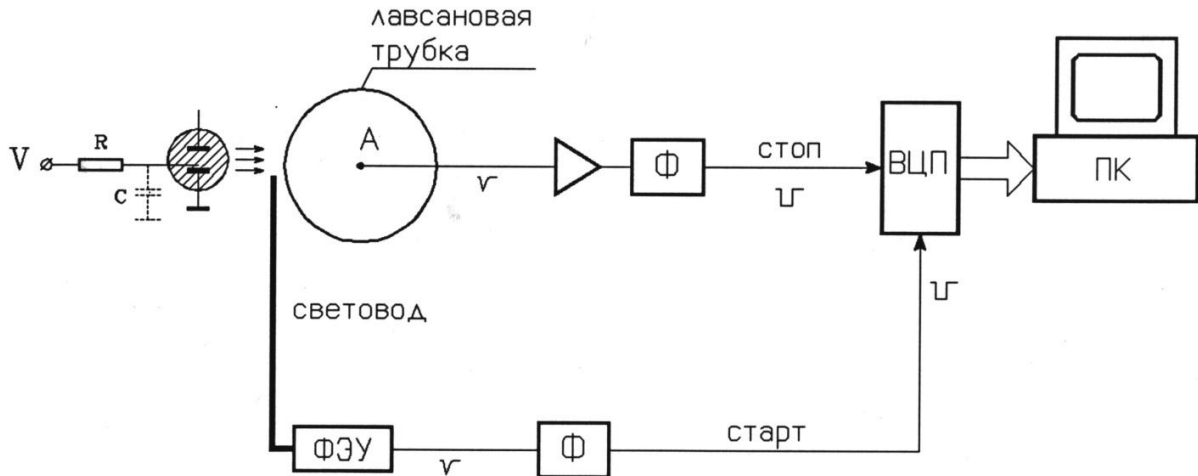 лавсановая
трубка
A
V
R
C
Ф
стоп
ВЦП
ПК
световод
ФЭУ
Ф
старт